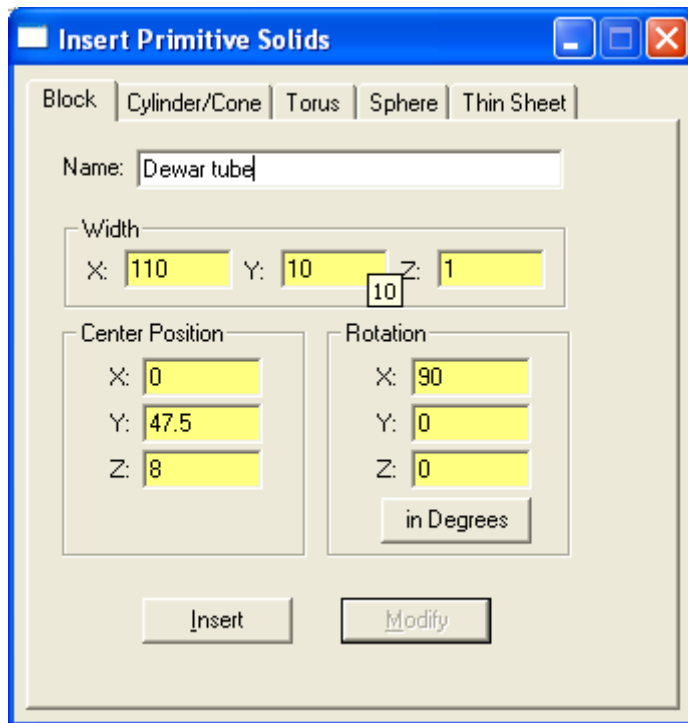 Insert Primitive Solids
Block Cylinder/Cone Torus Sphere Thin Sheet
Name: Dewar tube
Width
X: 110 Y: 10 Z: 1
10
Center Position Rotation
X: 0 X: 90
Y: 47.5 Y: 0
Z: 8 Z: 0
in Degrees
Insert Modify